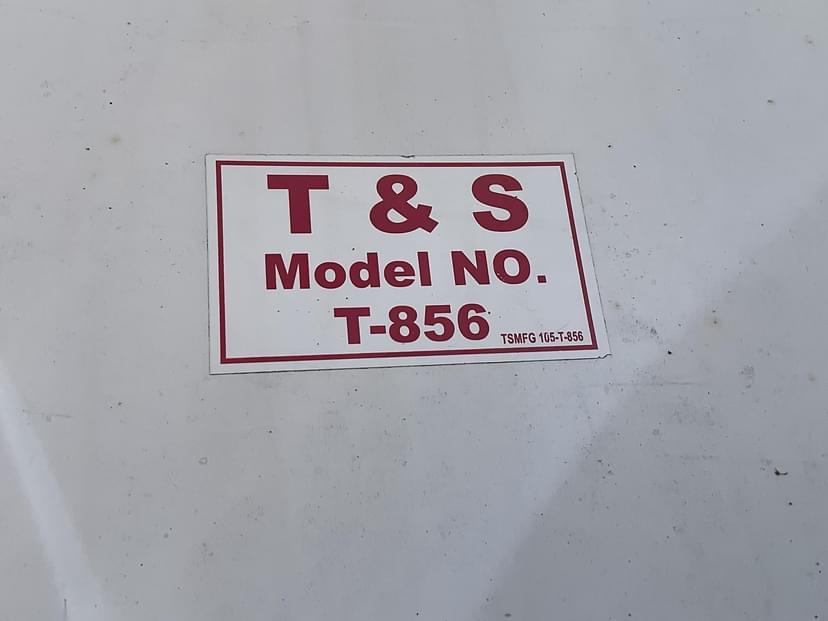 T & S
Model NO.
T-856
TSMFG 105-T-856